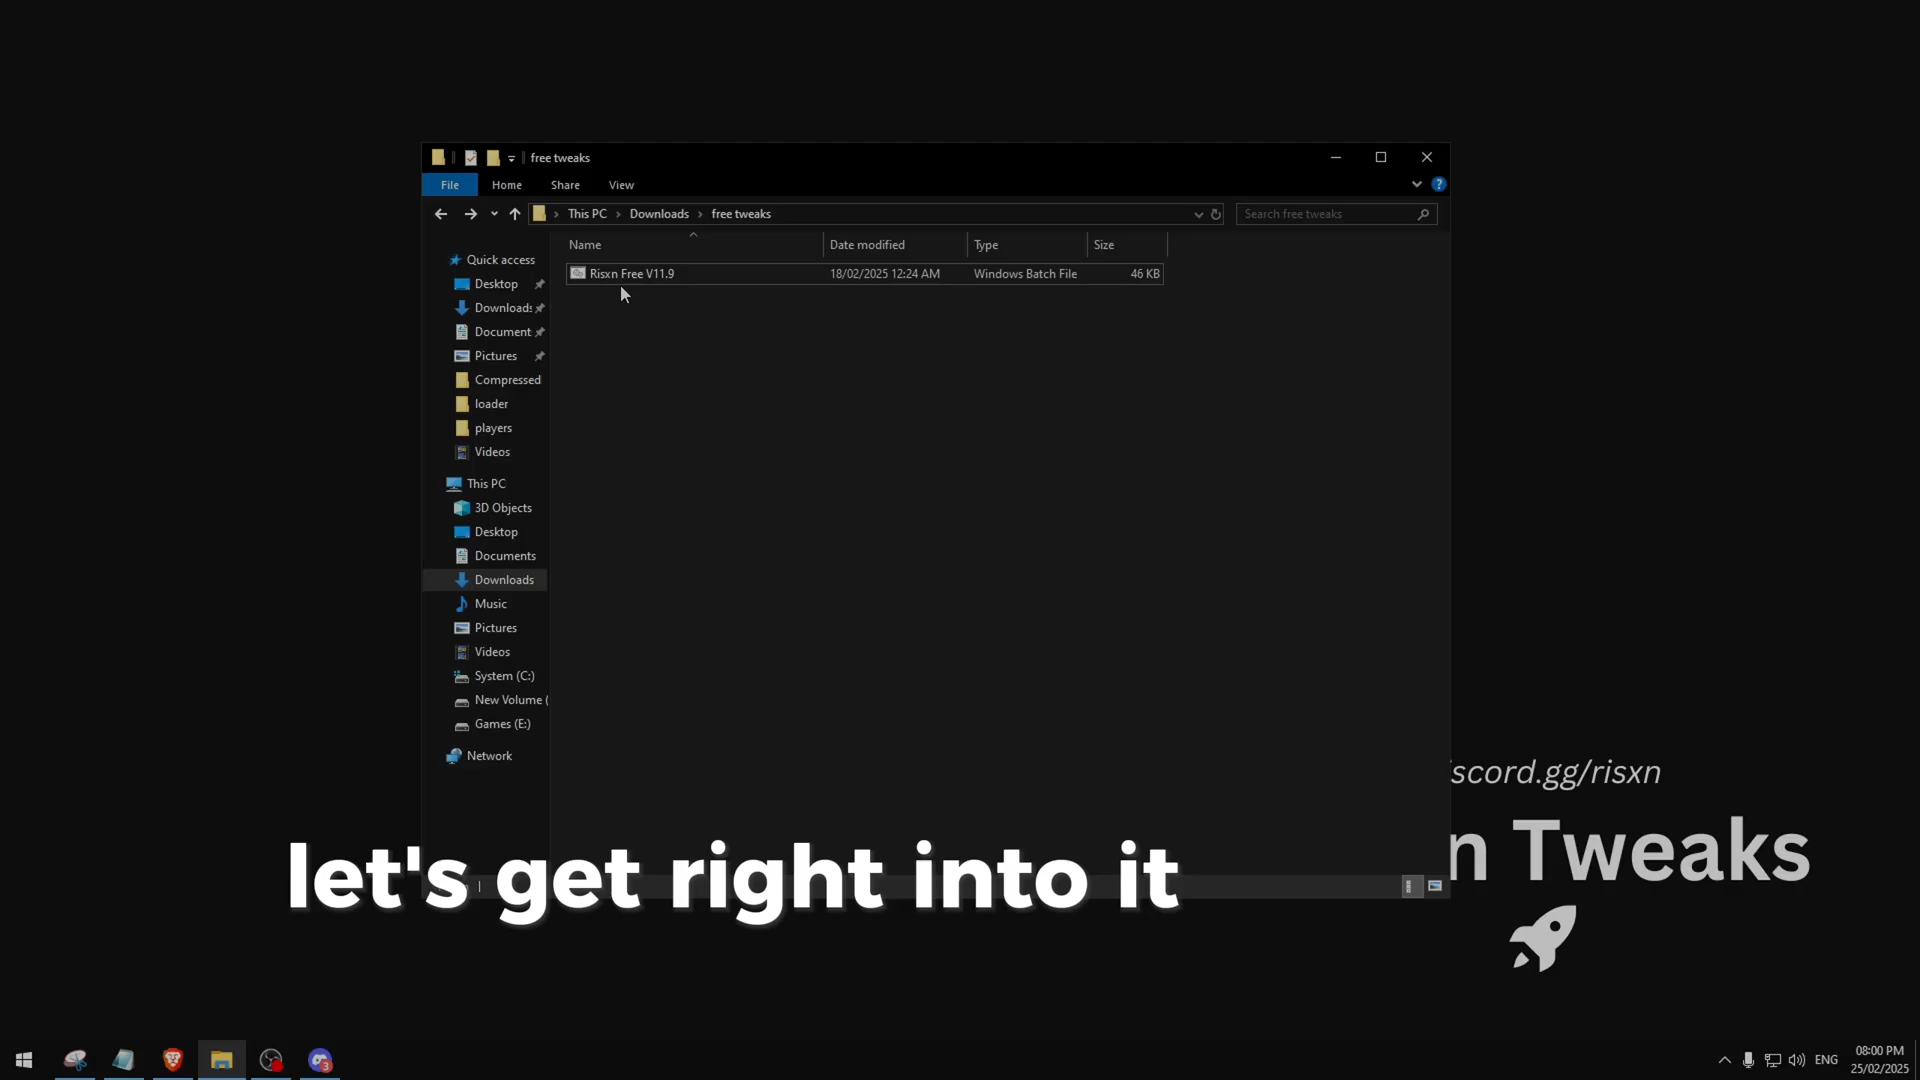 free tweaks
File Home Share View
This PC Downloads free tweaks
Search free tweaks
Name Date modified Type Size
Risxn Free V11.9 18/02/2025 12:24 AM Windows Batch File 46 KB
Quick access
Desktop
Downloads
Document
Pictures
Compressed
loader
players
Videos
This PC
3D Objects
Desktop
Documents
Downloads
Music
Pictures
Videos
System (C:)
New Volume (
Games (E:)
Network
iscord.gg/risxn
n Tweaks
let's get right into it
3
ENG
08:00 PM
25/02/2025